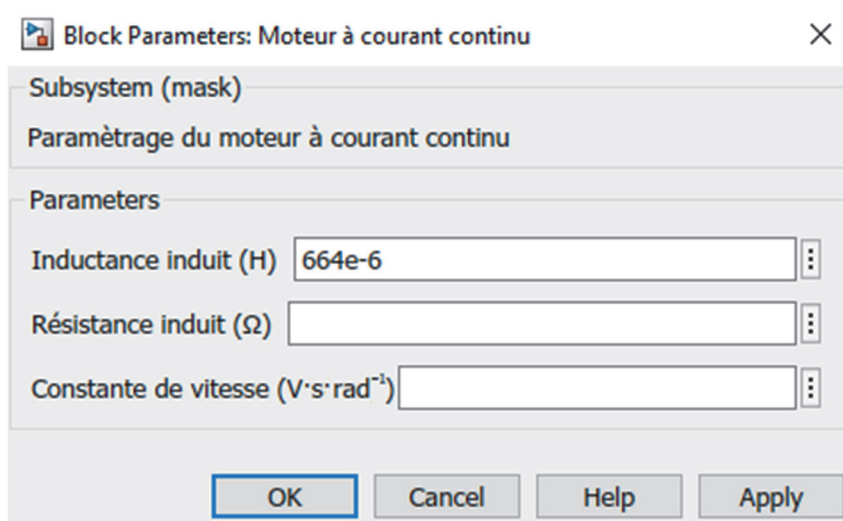 Block Parameters: Moteur à courant continu
Subsystem (mask)
Paramètrage du moteur à courant continu
Parameters
Inductance induit (H) 664e-6
Résistance induit (Ω)
Constante de vitesse (V·s·rad⁻¹)
OK Cancel Help Apply